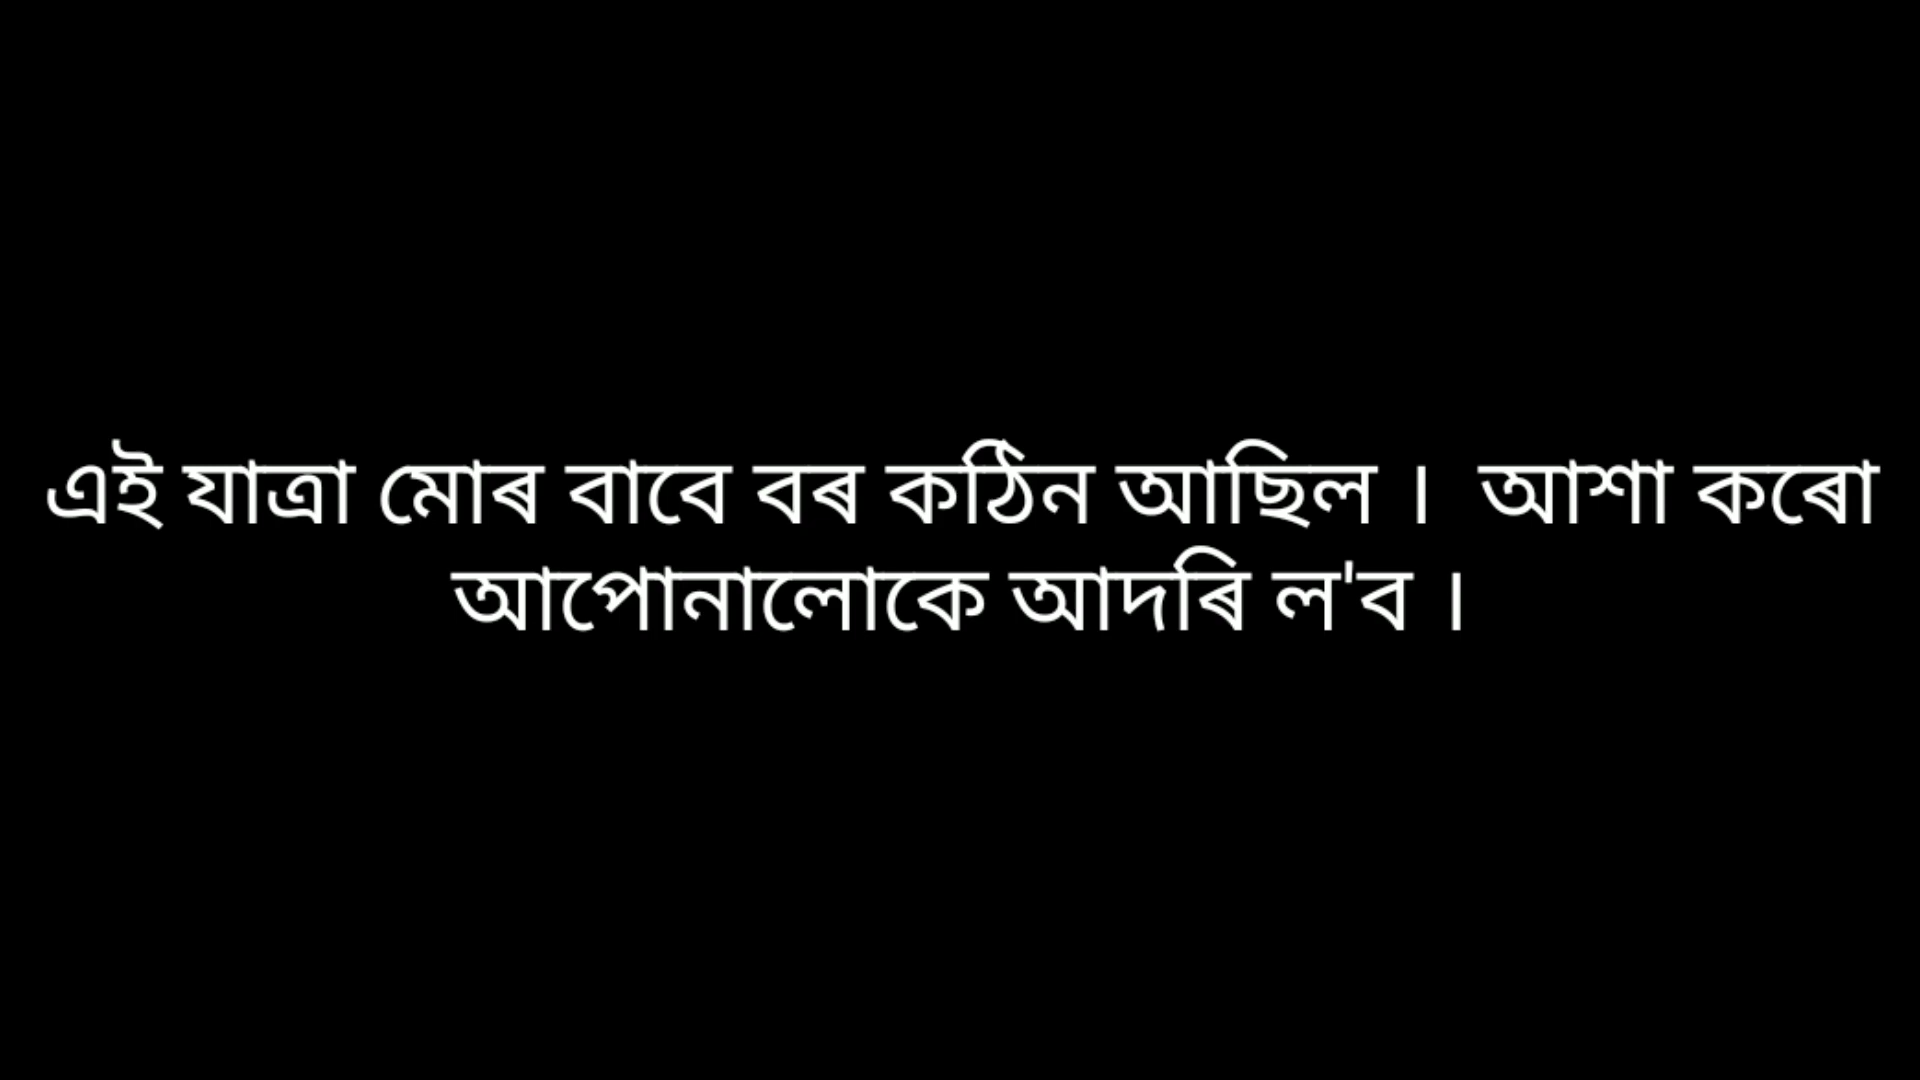 এই যাত্ৰা মোৰ বাবে বৰ কঠিন আছিল ।  আশা কৰো
আপোনালোকে আদৰি ল'ব ।